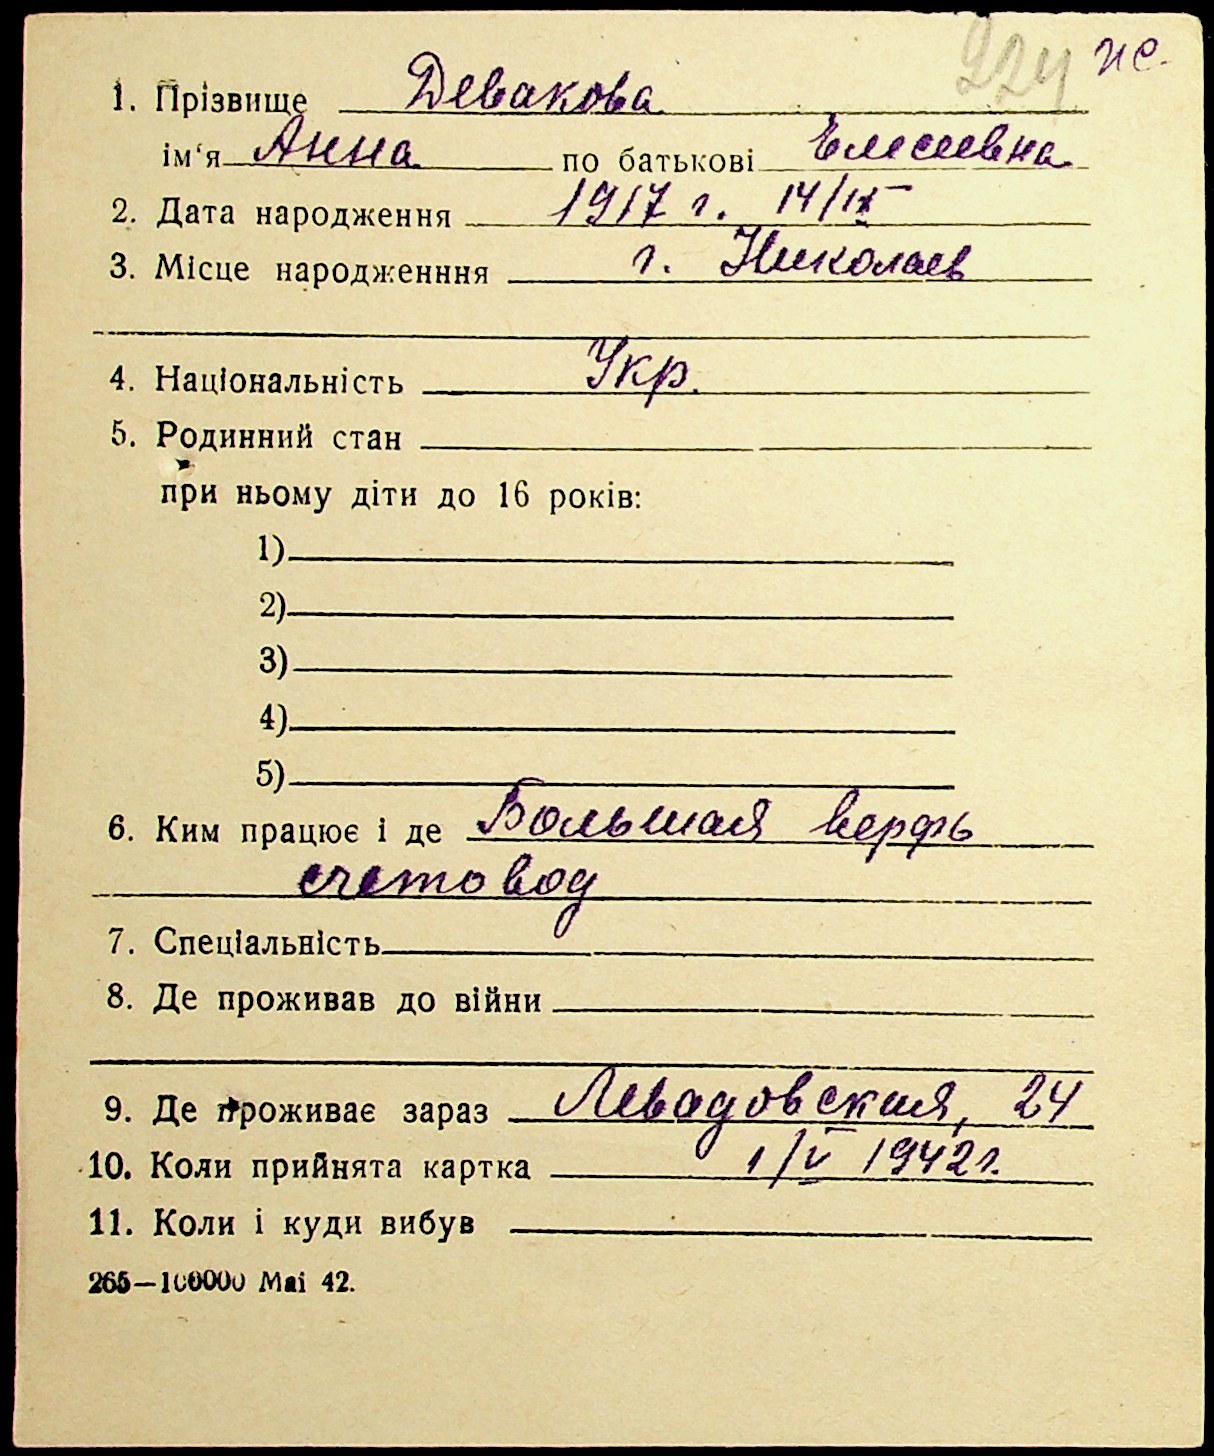 224 ж.
1. Прізвище Девакова
ім'я Анна по батькові Елисеевна
2. Дата народження 1917 г. 14/IX
3. Місце народженння г. Николаев
4. Національність Укр.
5. Родинний стан
при ньому діти до 16 років:
1)
2)
3)
4)
5)
6. Ким працює і де Большая верфь
счетовод
7. Спеціальність
8. Де проживав до війни
9. Де проживає зараз Левадовская, 24
10. Коли прийнята картка 1/V 1942 г.
11. Коли і куди вибув
265—100000 Маі 42.